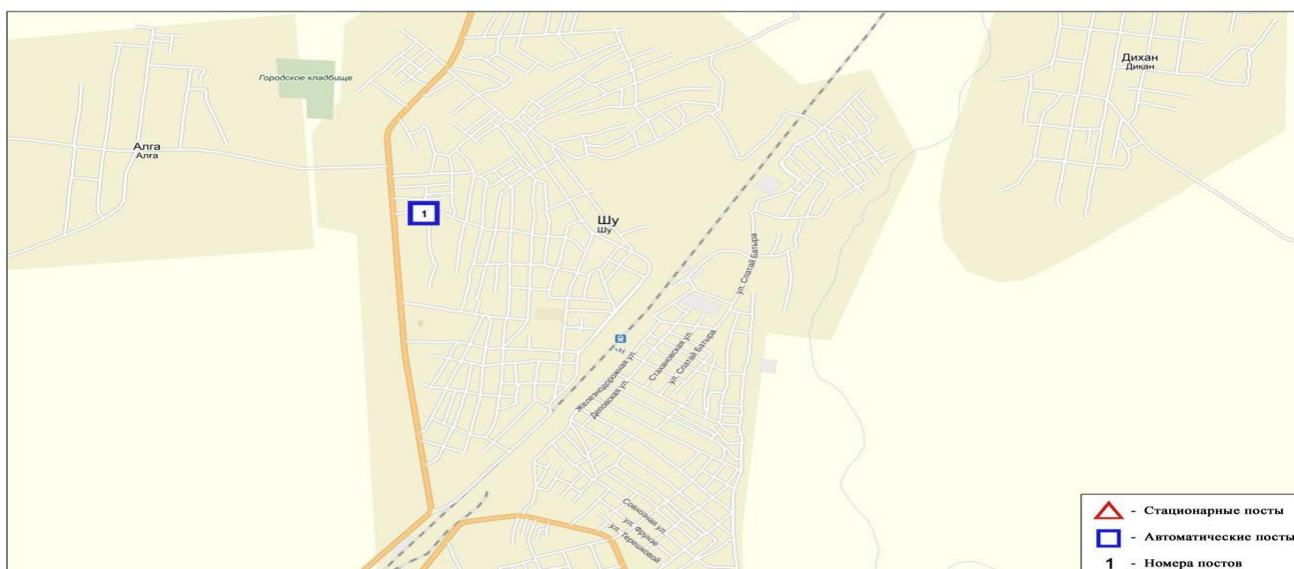 Дихан
Дикан
Городское кладбище
Алга
Алга
1
Шу
Шу
ул. Спатай Батыра
Стахановская ул.
ул. Спатай Батыра
Железнодорожная ул.
Деповская ул.
Совхозная ул.
ул. Фрунзе
ул. Терешковой
- Стационарные посты
- Автоматические посты
1 - Номера постов